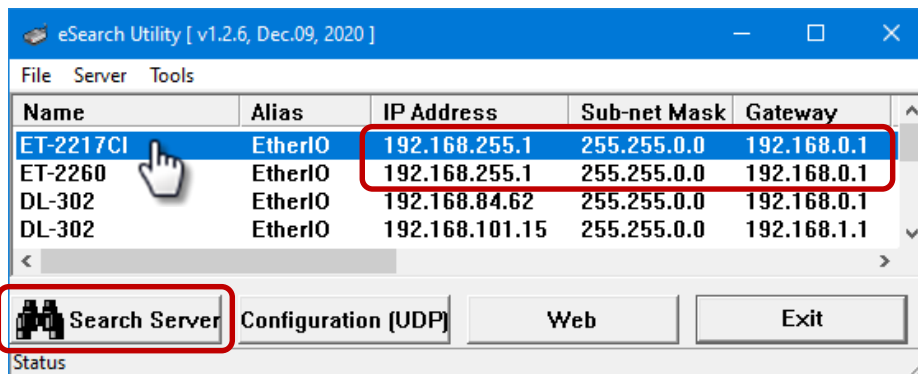 eSearch Utility [ v1.2.6, Dec.09, 2020 ]
File Server Tools
Name Alias IP Address Sub-net Mask Gateway
ET-2217CI EtherIO 192.168.255.1 255.255.0.0 192.168.0.1
ET-2260 EtherIO 192.168.255.1 255.255.0.0 192.168.0.1
DL-302 EtherIO 192.168.84.62 255.255.0.0 192.168.0.1
DL-302 EtherIO 192.168.101.15 255.255.0.0 192.168.1.1
Search Server Configuration (UDP) Web Exit
Status